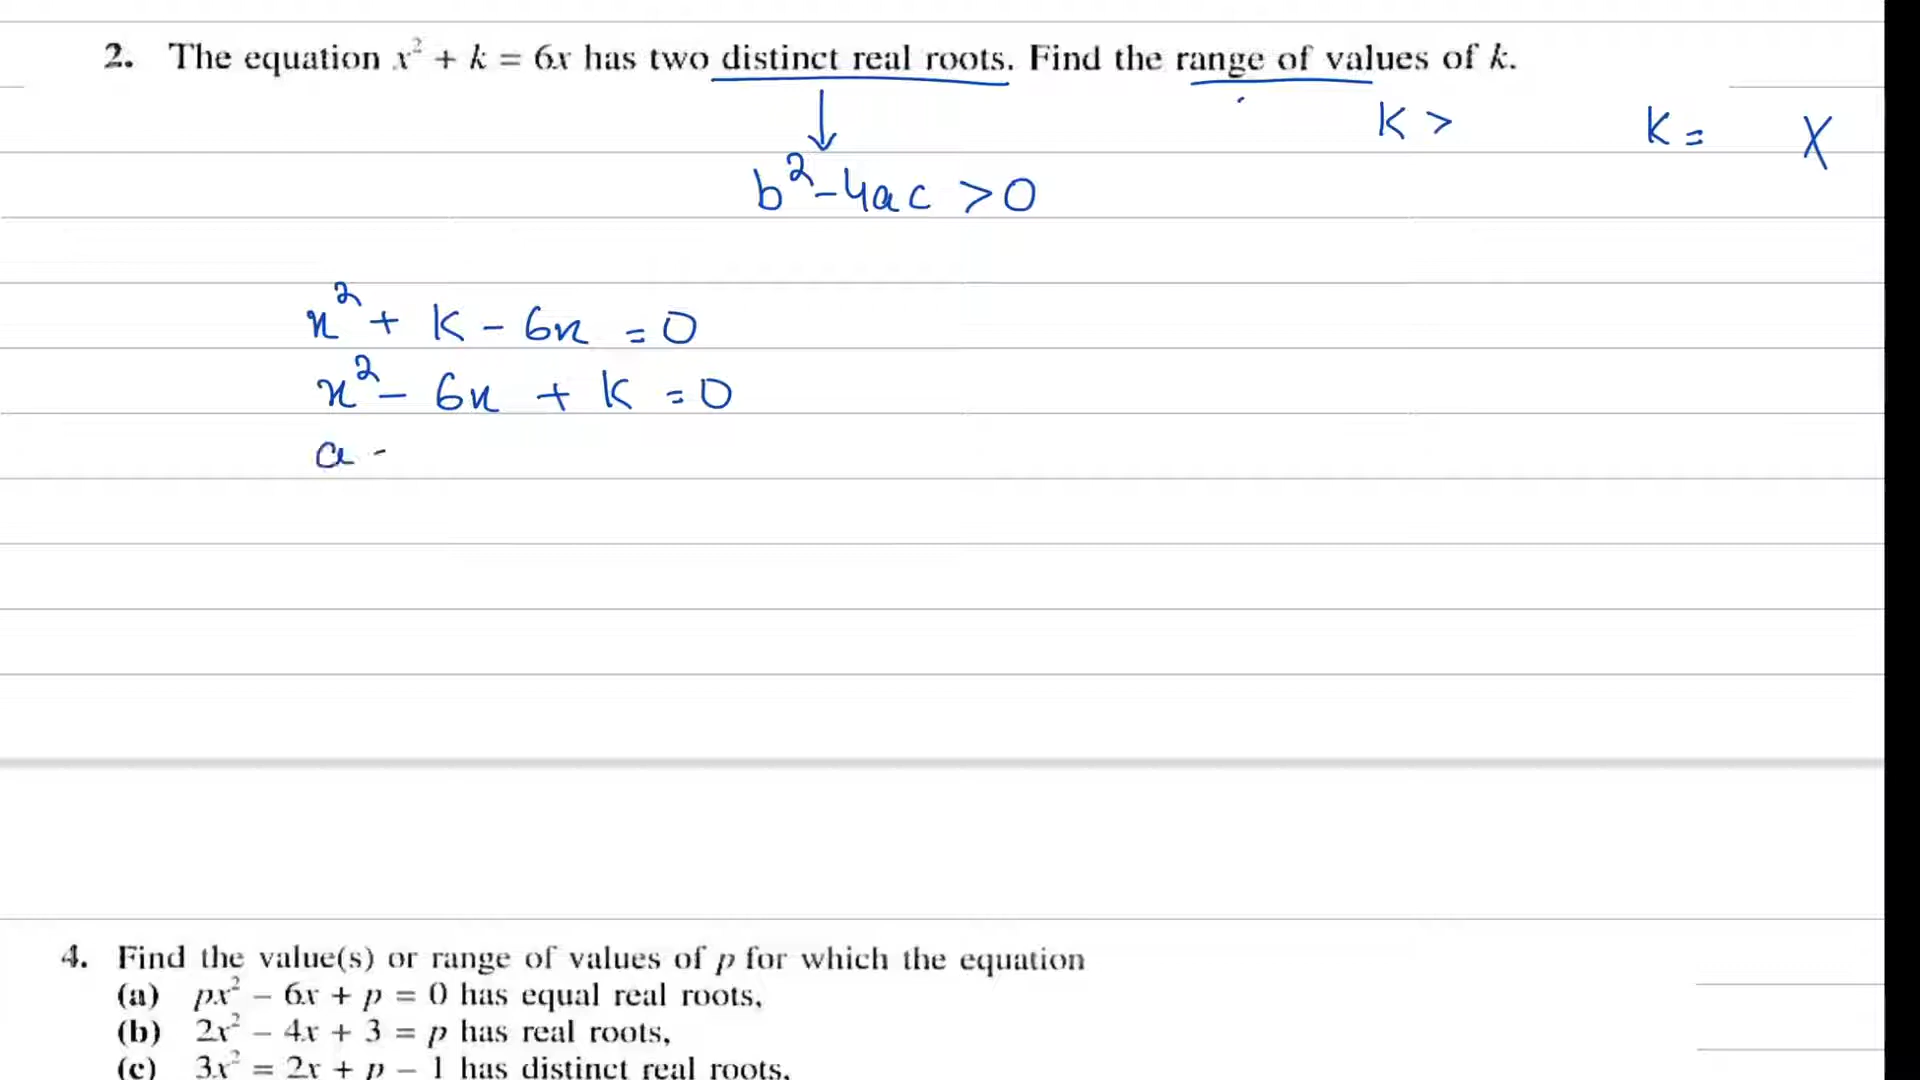 2. The equation x² + k = 6x has two distinct real roots. Find the range of values of k.
k > k = X
b² - 4ac > 0
x² + k - 6x = 0
x² - 6x + k = 0
a -
4. Find the value(s) or range of values of p for which the equation
(a) px² - 6x + p = 0 has equal real roots,
(b) 2x² - 4x + 3 = p has real roots,
(c) 3x² = 2x + p - 1 has distinct real roots,